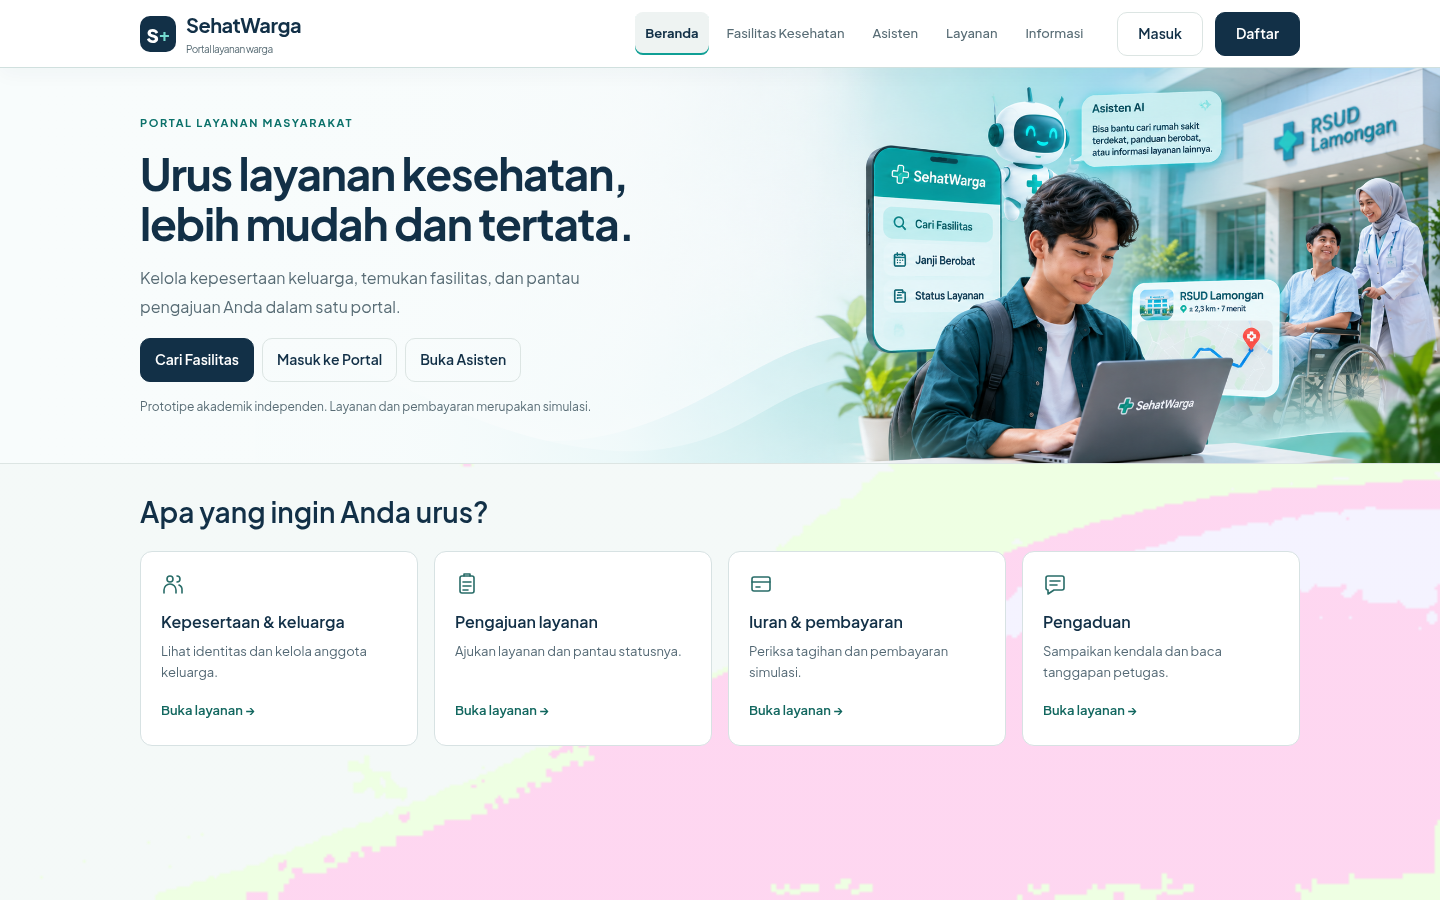 S+ SehatWarga
Portal layanan warga
Beranda
Fasilitas Kesehatan
Asisten
Layanan
Informasi
Masuk
Daftar
PORTAL LAYANAN MASYARAKAT
Urus layanan kesehatan,
lebih mudah dan tertata.
Kelola kepesertaan keluarga, temukan fasilitas, dan pantau
pengajuan Anda dalam satu portal.
Cari Fasilitas
Masuk ke Portal
Buka Asisten
Prototipe akademik independen. Layanan dan pembayaran merupakan simulasi.
SehatWarga
Cari Fasilitas
Janji Berobat
Status Layanan
Asisten AI
Bisa bantu cari rumah sakit
terdekat, panduan berobat,
atau informasi layanan lainnya.
RSUD
Lamongan
RSUD Lamongan
± 2,3 km • 7 menit
SehatWarga
Apa yang ingin Anda urus?
Kepesertaan & keluarga
Lihat identitas dan kelola anggota
keluarga.
Buka layanan →
Pengajuan layanan
Ajukan layanan dan pantau statusnya.
Buka layanan →
Iuran & pembayaran
Periksa tagihan dan pembayaran
simulasi.
Buka layanan →
Pengaduan
Sampaikan kendala dan baca
tanggapan petugas.
Buka layanan →